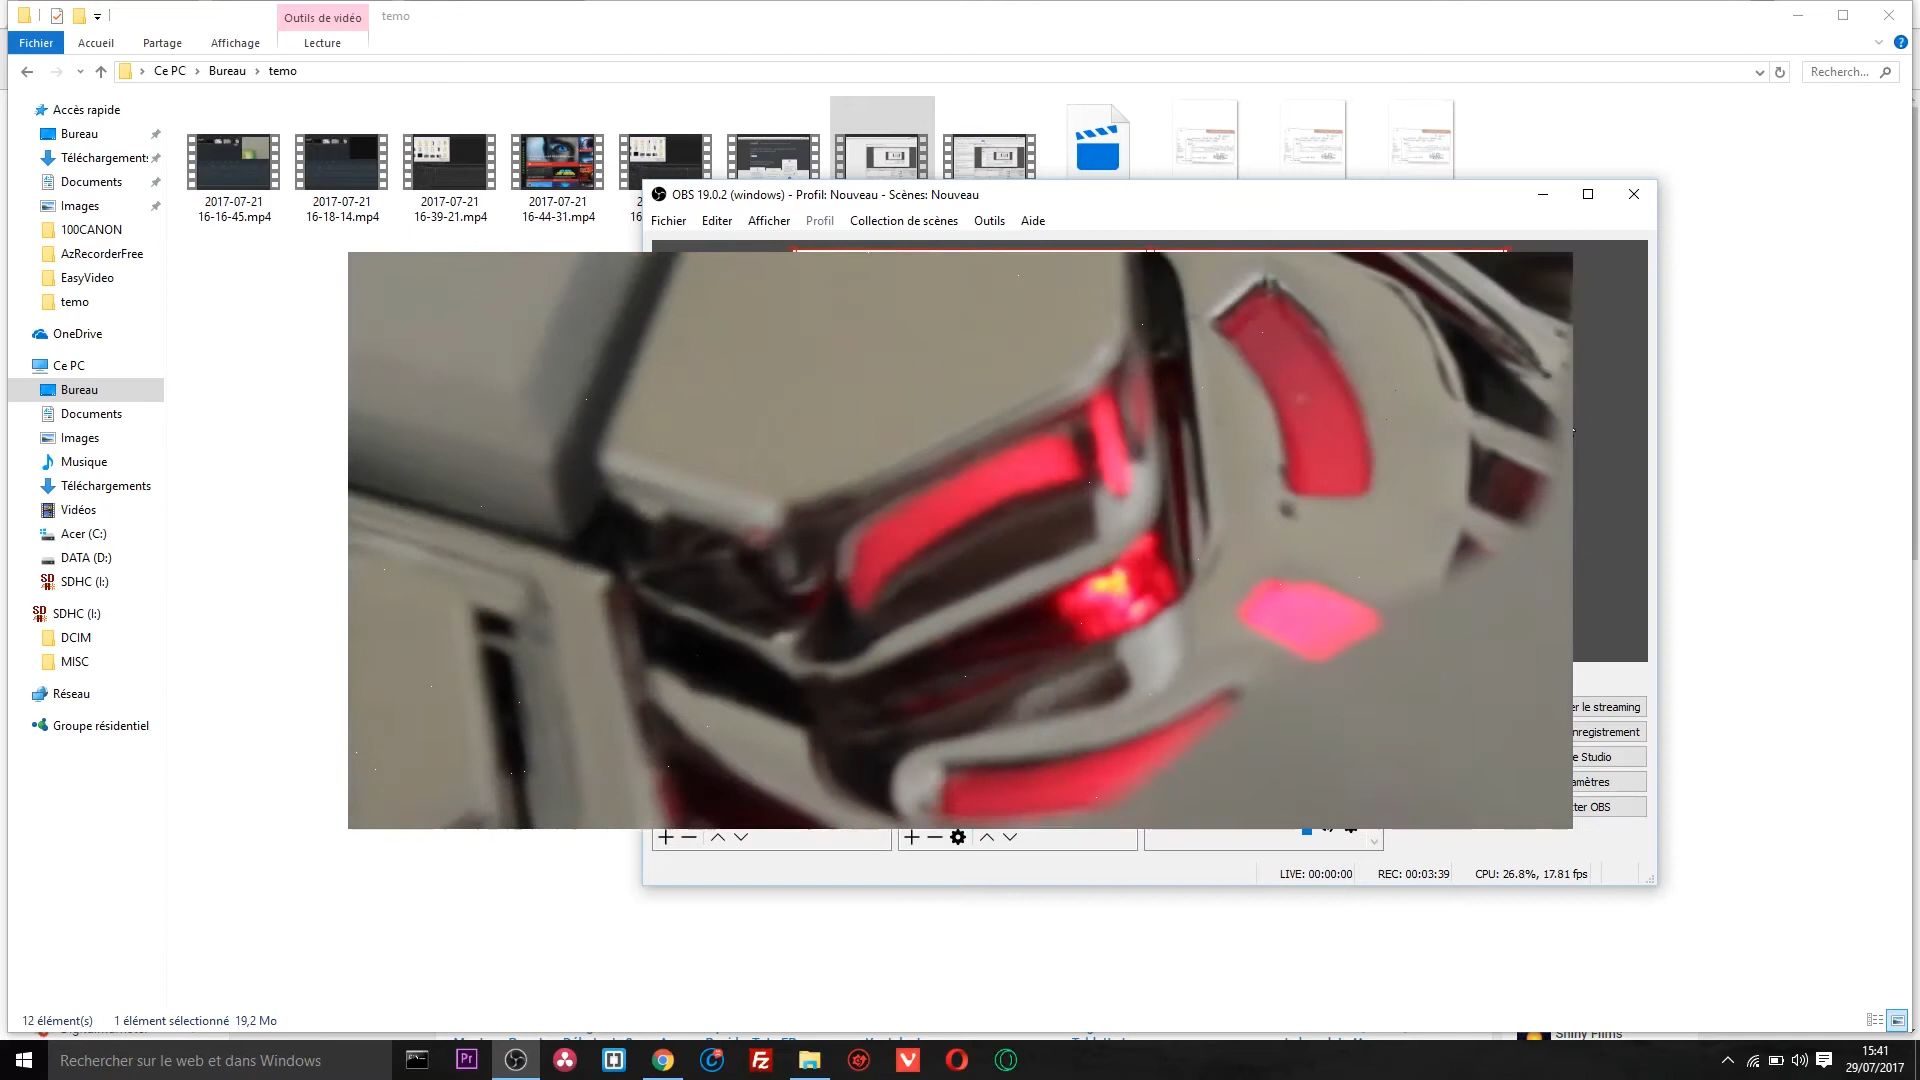 Outils de vidéo
temo
Fichier
Accueil
Partage
Affichage
Lecture
Ce PC
Bureau
temo
Recherch...
Accès rapide
Bureau
Téléchargements
Documents
Images
100CANON
AzRecorderFree
EasyVideo
temo
OneDrive
Ce PC
Bureau
Documents
Images
Musique
Téléchargements
Vidéos
Acer (C:)
DATA (D:)
SDHC (I:)
SDHC (I:)
DCIM
MISC
Réseau
Groupe résidentiel
2017-07-21
16-16-45.mp4
2017-07-21
16-18-14.mp4
2017-07-21
16-39-21.mp4
2017-07-21
16-44-31.mp4
OBS 19.0.2 (windows) - Profil: Nouveau - Scènes: Nouveau
Fichier
Editer
Afficher
Profil
Collection de scènes
Outils
Aide
er le streaming
nregistrement
e Studio
amètres
tter OBS
LIVE: 00:00:00
REC: 00:03:39
CPU: 26.8%, 17.81 fps
12 élément(s)
1 élément sélectionné 19,2 Mo
Shiny Films
Rechercher sur le web et dans Windows
15:41
29/07/2017